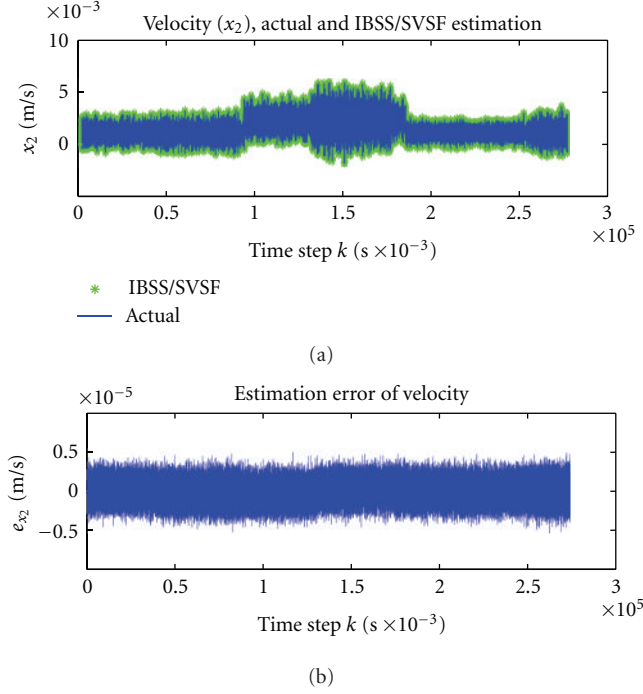 ×10⁻³
Velocity (x₂), actual and IBSS/SVSF estimation
10
5
0
x₂ (m/s)
0 0.5 1 1.5 2 2.5 3
×10⁵
Time step k (s ×10⁻³)
IBSS/SVSF
Actual
(a)
×10⁻⁵
Estimation error of velocity
0.5
0
−0.5
eₓ₂ (m/s)
0 0.5 1 1.5 2 2.5 3
×10⁵
Time step k (s ×10⁻³)
(b)